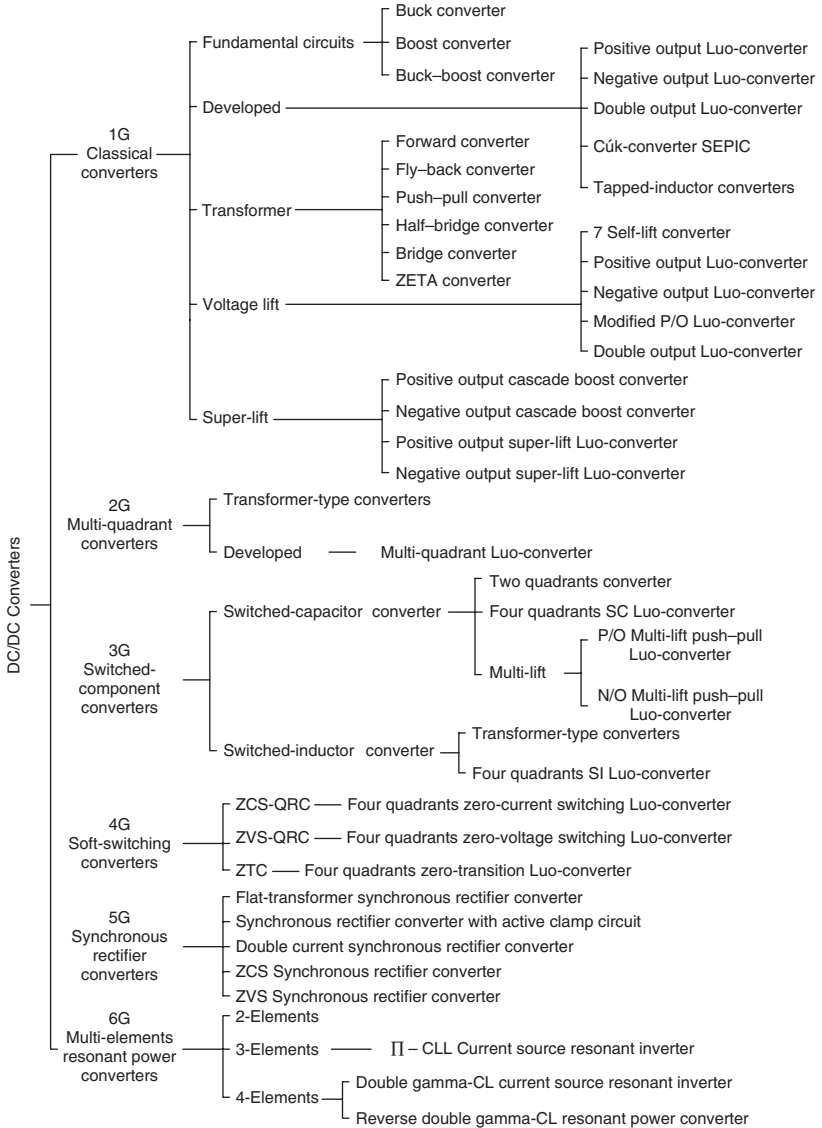 DC/DC Converters
1G
Classical
converters
Fundamental circuits
Buck converter
Boost converter
Buck–boost converter
Developed
Positive output Luo-converter
Negative output Luo-converter
Double output Luo-converter
Cúk-converter SEPIC
Tapped-inductor converters
Transformer
Forward converter
Fly–back converter
Push–pull converter
Half–bridge converter
Bridge converter
ZETA converter
Voltage lift
7 Self-lift converter
Positive output Luo-converter
Negative output Luo-converter
Modified P/O Luo-converter
Double output Luo-converter
Super-lift
Positive output cascade boost converter
Negative output cascade boost converter
Positive output super-lift Luo-converter
Negative output super-lift Luo-converter
2G
Multi-quadrant
converters
Transformer-type converters
Developed
Multi-quadrant Luo-converter
3G
Switched-
component
converters
Switched-capacitor converter
Two quadrants converter
Four quadrants SC Luo-converter
Multi-lift
P/O Multi-lift push–pull
Luo-converter
N/O Multi-lift push–pull
Luo-converter
Switched-inductor converter
Transformer-type converters
Four quadrants SI Luo-converter
4G
Soft-switching
converters
ZCS-QRC
Four quadrants zero-current switching Luo-converter
ZVS-QRC
Four quadrants zero-voltage switching Luo-converter
ZTC
Four quadrants zero-transition Luo-converter
5G
Synchronous
rectifier
converters
Flat-transformer synchronous rectifier converter
Synchronous rectifier converter with active clamp circuit
Double current synchronous rectifier converter
ZCS Synchronous rectifier converter
ZVS Synchronous rectifier converter
6G
Multi-elements
resonant power
converters
2-Elements
3-Elements
Π – CLL Current source resonant inverter
4-Elements
Double gamma-CL current source resonant inverter
Reverse double gamma-CL resonant power converter